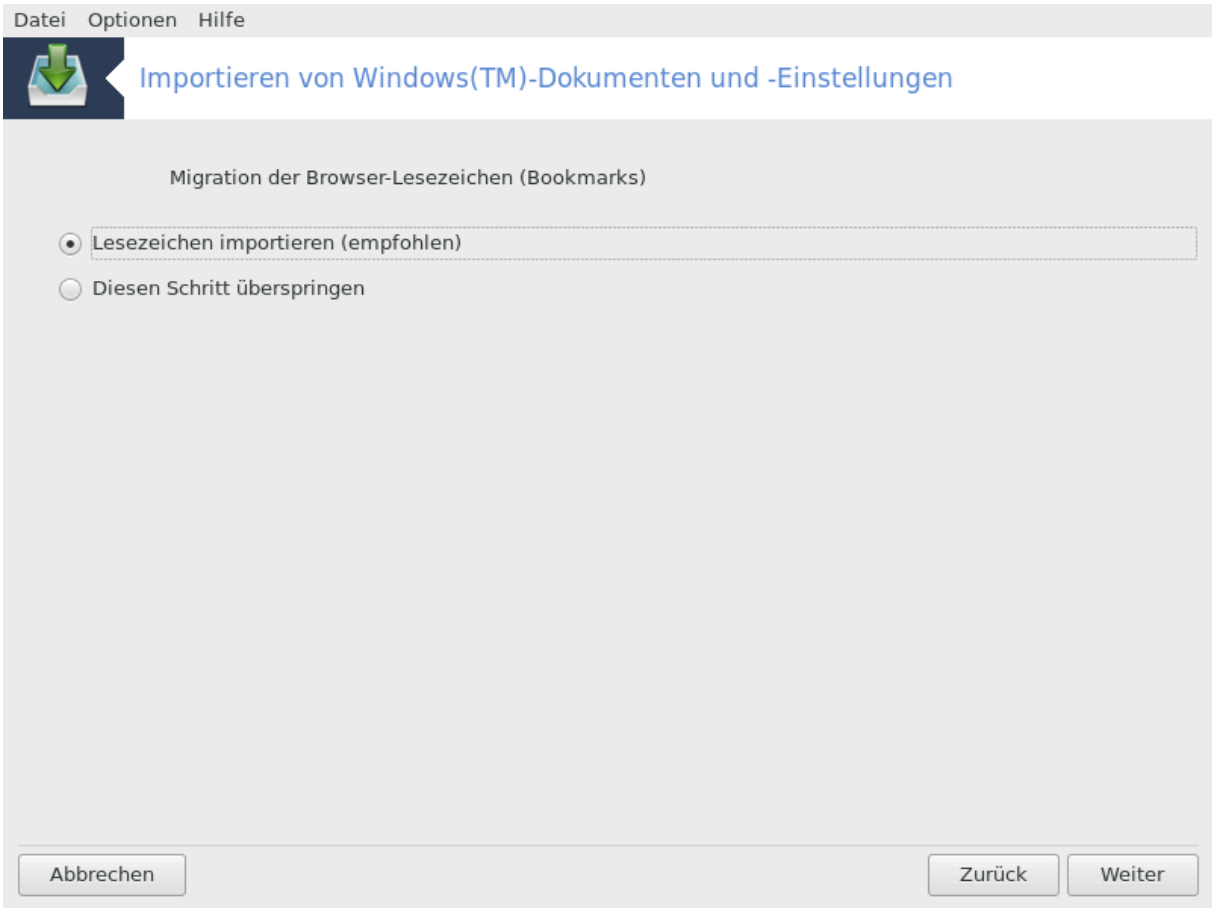 Datei Optionen Hilfe
Importieren von Windows(TM)-Dokumenten und -Einstellungen
Migration der Browser-Lesezeichen (Bookmarks)
Lesezeichen importieren (empfohlen)
Diesen Schritt überspringen
Abbrechen Zurück Weiter